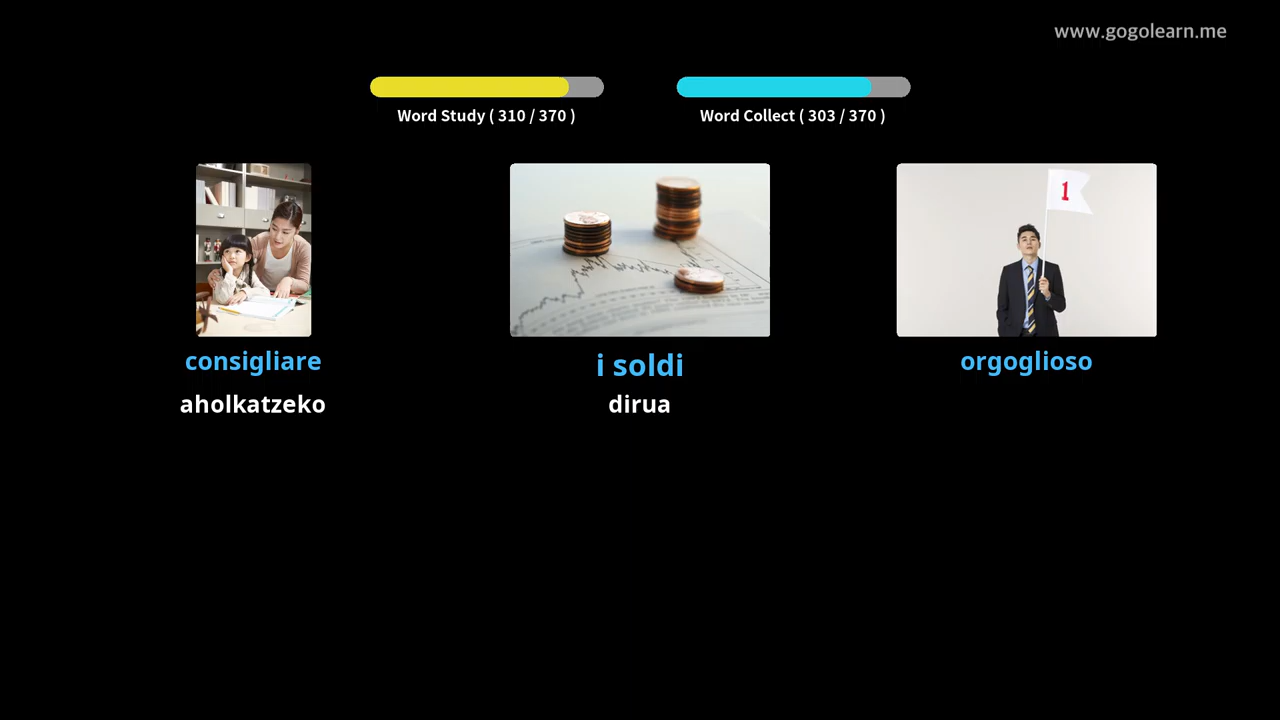 www.gogolearn.me
Word Study ( 310 / 370 )
Word Collect ( 303 / 370 )
1
consigliare
i soldi
orgoglioso
aholkatzeko
dirua